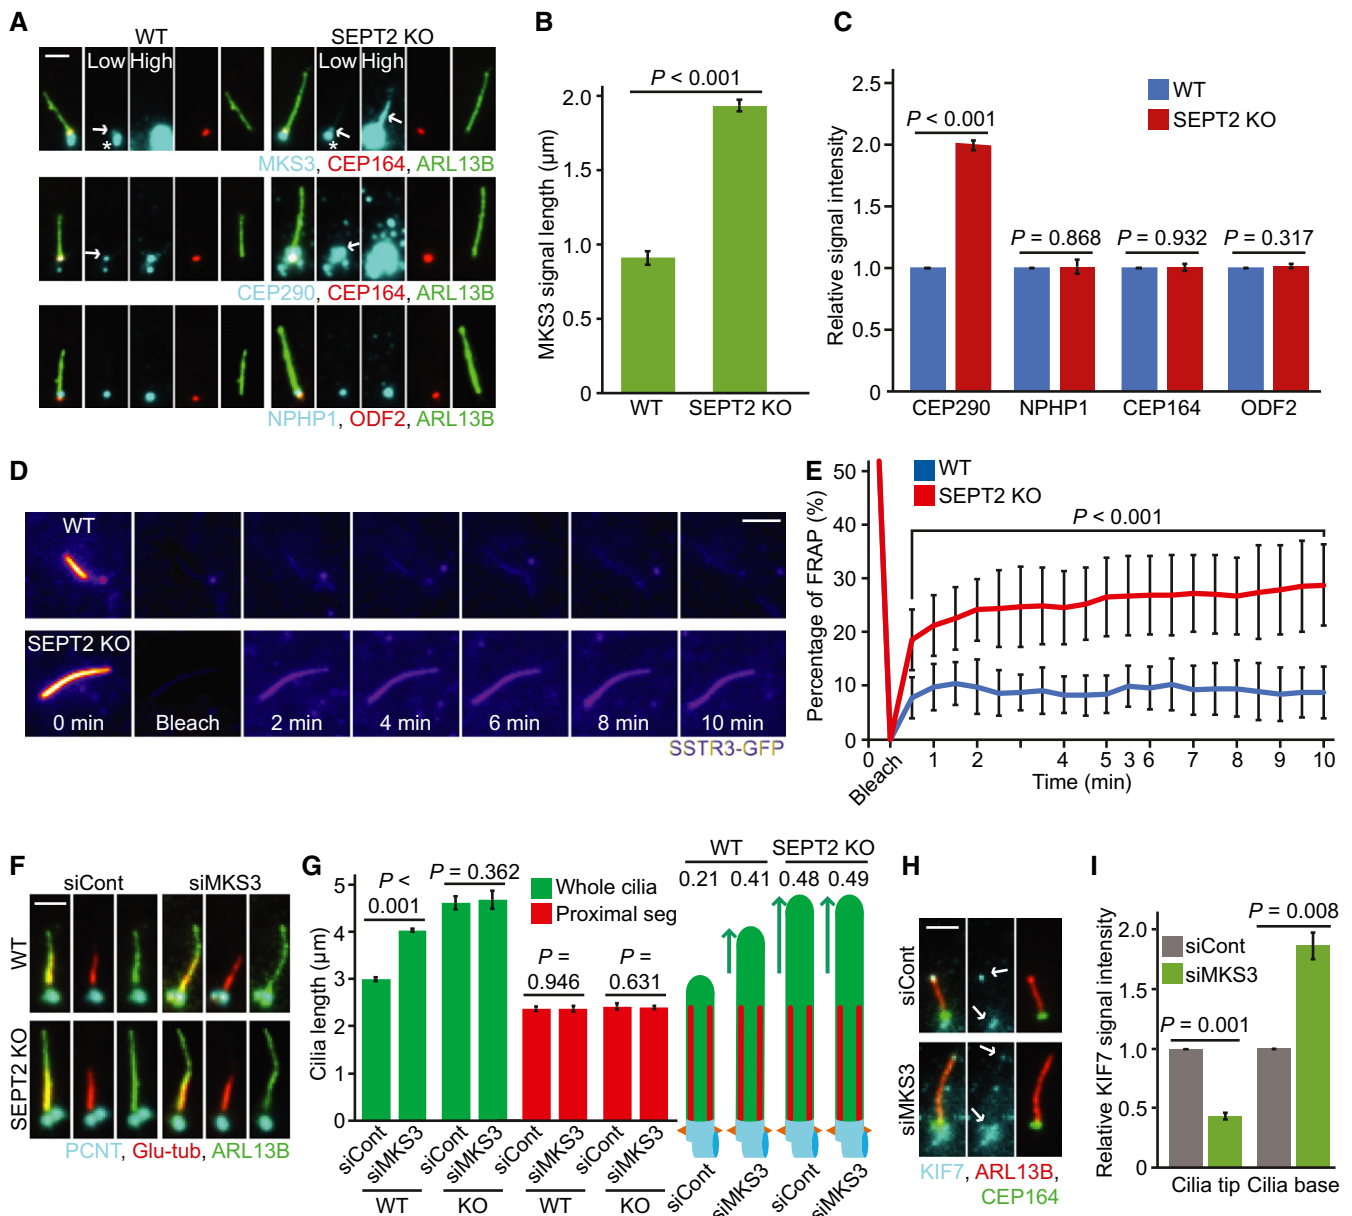 A
WT
SEPT2 KO
Low High
Low High
*
*
MKS3, CEP164, ARL13B
CEP290, CEP164, ARL13B
NPHP1, ODF2, ARL13B
B
P < 0.001
MKS3 signal length (µm)
2.0
1.5
1.0
0.5
0
WT SEPT2 KO
C
WT
SEPT2 KO
Relative signal intensity
2.5
2.0
1.5
1.0
0.5
0
P < 0.001
P = 0.868
P = 0.932
P = 0.317
CEP290 NPHP1 CEP164 ODF2
D
WT
SEPT2 KO
0 min Bleach 2 min 4 min 6 min 8 min 10 min
SSTR3-GFP
E
WT
SEPT2 KO
P < 0.001
Percentage of FRAP (%)
50
40
30
20
10
0
0 Bleach 1 2 4 5 3 6 7 8 9 10
Time (min)
F
siCont siMKS3
WT
SEPT2 KO
PCNT, Glu-tub, ARL13B
G
Cilia length (µm)
5
4
3
2
1
0
P < 0.001
P = 0.362
P = 0.946
P = 0.631
Whole cilia
Proximal seg
siCont siMKS3 siCont siMKS3 siCont siMKS3 siCont siMKS3
WT KO WT KO
WT SEPT2 KO
0.21 0.41 0.48 0.49
siCont siMKS3 siCont siMKS3
H
siCont
siMKS3
KIF7, ARL13B,
CEP164
I
Relative KIF7 signal intensity
2.0
1.5
1.0
0.5
0
P = 0.008
siCont
siMKS3
P = 0.001
Cilia tip Cilia base